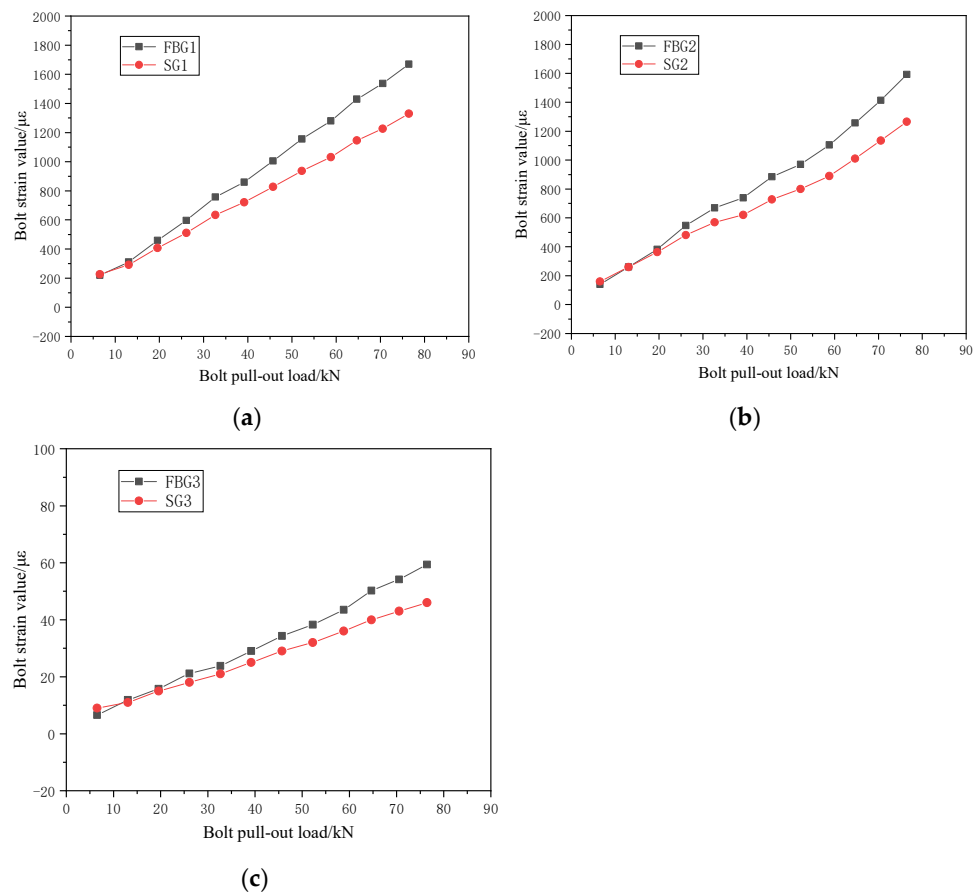 2000
1800
1600
1400
1200
1000
800
600
400
200
0
−200
Bolt strain value/με
FBG1
SG1
0 10 20 30 40 50 60 70 80 90
Bolt pull-out load/kN
(a)
2000
1800
1600
1400
1200
1000
800
600
400
200
0
−200
Bolt strain value/με
FBG2
SG2
0 10 20 30 40 50 60 70 80 90
Bolt pull-out load/kN
(b)
100
80
60
40
20
0
−20
Bolt strain value/με
FBG3
SG3
0 10 20 30 40 50 60 70 80 90
Bolt pull-out load/kN
(c)